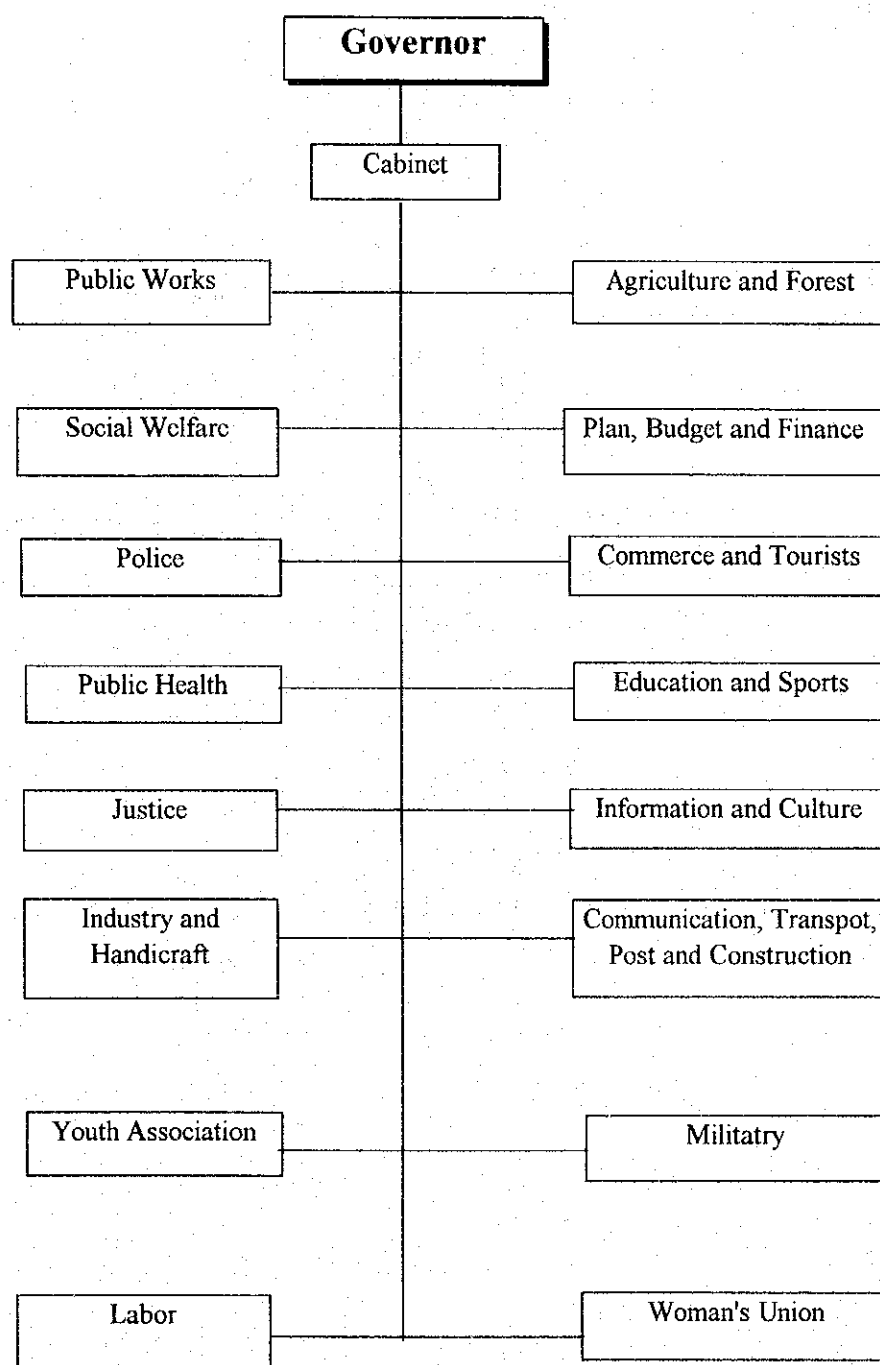 Governor
Cabinet
Public Works
Agriculture and Forest
Social Welfare
Plan, Budget and Finance
Police
Commerce and Tourists
Public Health
Education and Sports
Justice
Information and Culture
Industry and
Handicraft
Communication, Transpot,
Post and Construction
Youth Association
Militatry
Labor
Woman's Union